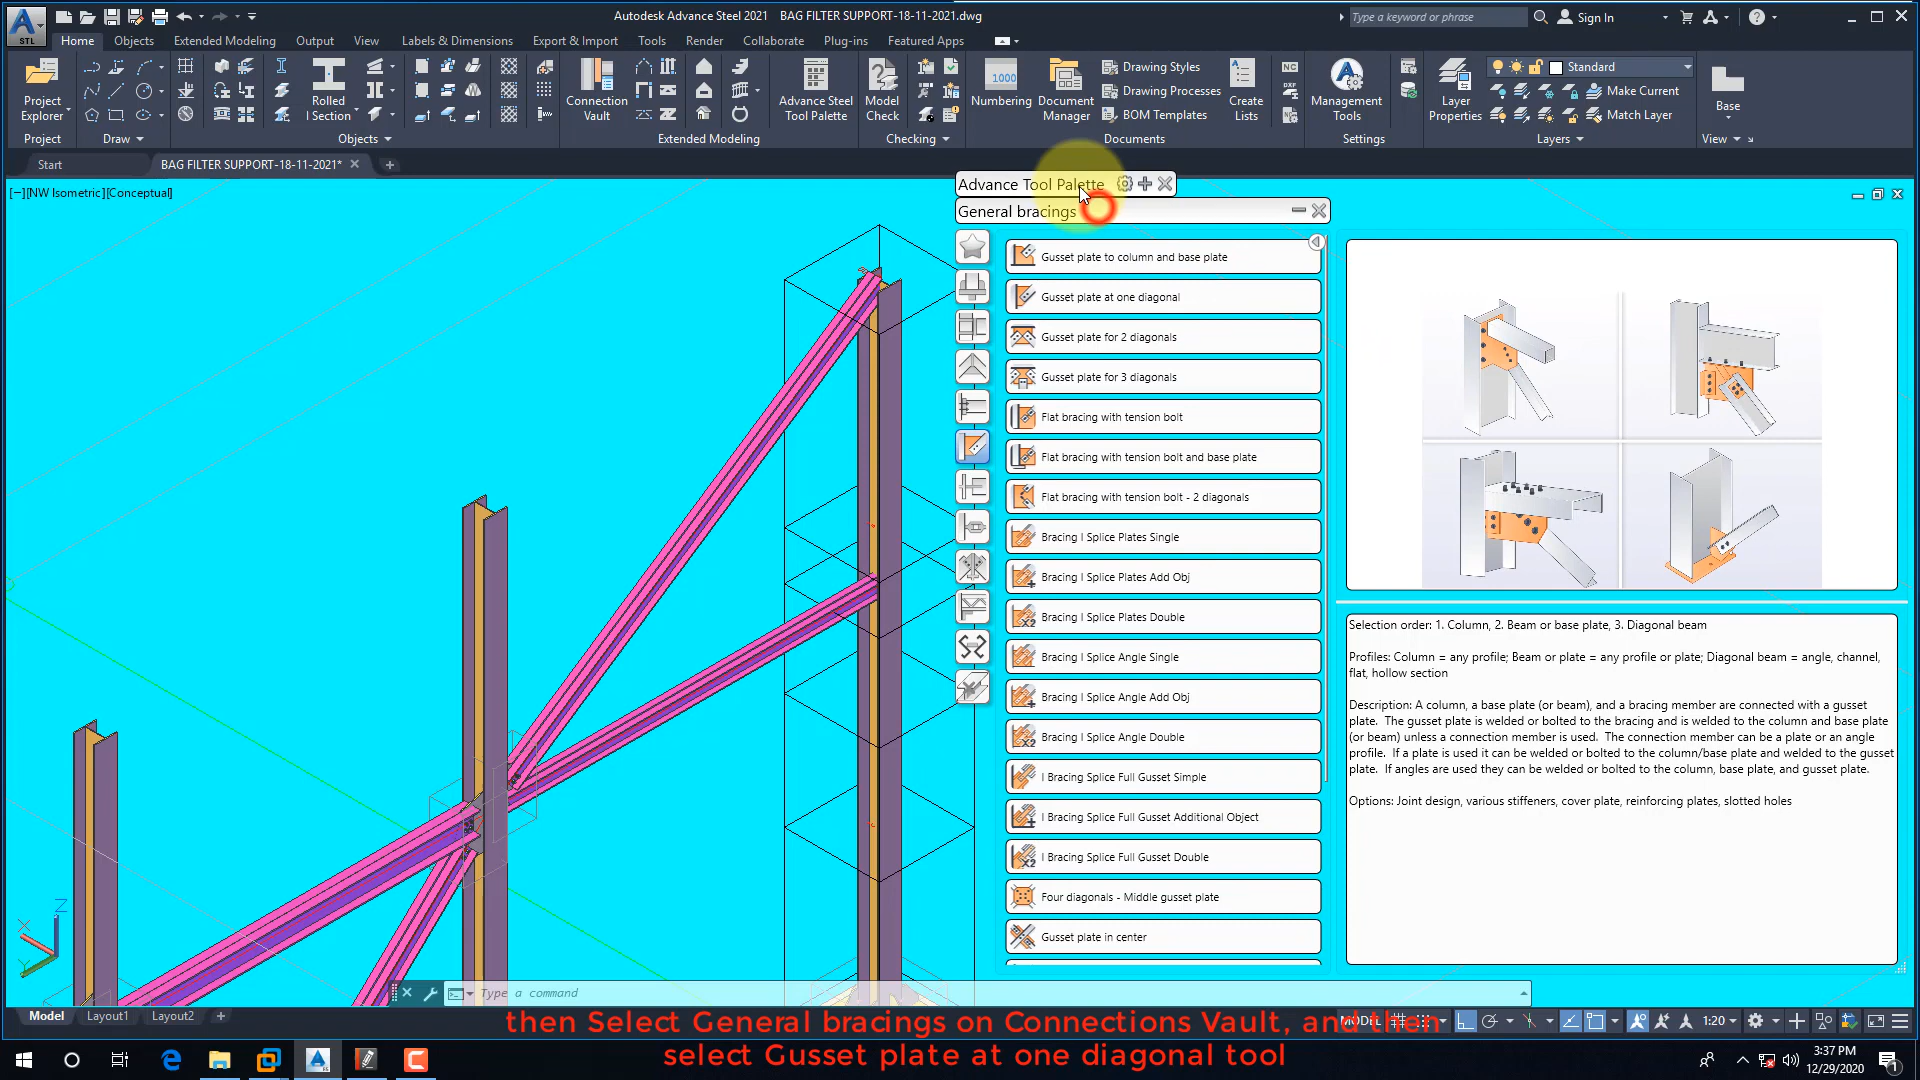 Autodesk Advance Steel 2021 BAG FILTER SUPPORT-18-11-2021.dwg
Type a keyword or phrase
Sign In
STL
Home Objects Extended Modeling Output View Labels & Dimensions Export & Import Tools Render Collaborate Plug-ins Featured Apps
Project
Explorer
Rolled
I Section
Connection
Vault
Advance Steel
Tool Palette
Model
Check
1000
Numbering
Document
Manager
Drawing Styles
Drawing Processes
BOM Templates
Create
Lists
NC
DXF
Management
Tools
Layer
Properties
Standard
Make Current
Match Layer
Base
Project Draw Objects Extended Modeling Checking Documents Settings Layers View
Start BAG FILTER SUPPORT-18-11-2021*
[−][NW Isometric][Conceptual]
Advance Tool Palette
General bracings
Gusset plate to column and base plate
Gusset plate at one diagonal
Gusset plate for 2 diagonals
Gusset plate for 3 diagonals
Flat bracing with tension bolt
Flat bracing with tension bolt and base plate
Flat bracing with tension bolt - 2 diagonals
Bracing I Splice Plates Single
Bracing I Splice Plates Add Obj
Bracing I Splice Plates Double
Bracing I Splice Angle Single
Bracing I Splice Angle Add Obj
Bracing I Splice Angle Double
I Bracing Splice Full Gusset Simple
I Bracing Splice Full Gusset Additional Object
I Bracing Splice Full Gusset Double
Four diagonals - Middle gusset plate
Gusset plate in center
Selection order: 1. Column, 2. Beam or base plate, 3. Diagonal beam
Profiles: Column = any profile; Beam or plate = any profile or plate; Diagonal beam = angle, channel,
flat, hollow section
Description: A column, a base plate (or beam), and a bracing member are connected with a gusset
plate. The gusset plate is welded or bolted to the bracing and is welded to the column and base plate
(or beam) unless a connection member is used. The connection member can be a plate or an angle
profile. If a plate is used it can be welded or bolted to the column/base plate and welded to the gusset
plate. If angles are used they can be welded or bolted to the column, base plate, and gusset plate.
Options: Joint design, various stiffeners, cover plate, reinforcing plates, slotted holes
Z
X
Y
Type a command
Model Layout1 Layout2
MODEL
1:20
then Select General bracings on Connections Vault, and then
select Gusset plate at one diagonal tool
3:37 PM
12/29/2020
1